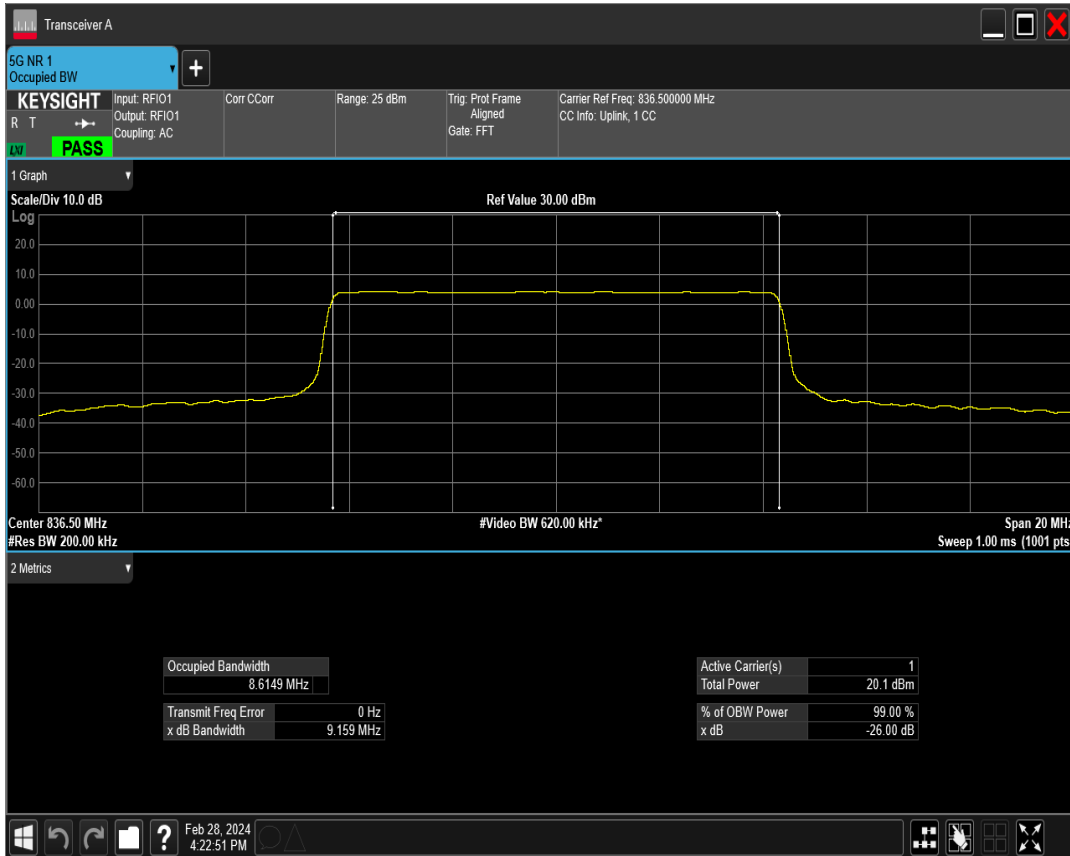 Transceiver A
5G NR 1
Occupied BW
+
KEYSIGHT
R T
LXI
PASS
Input: RFIO1
Output: RFIO1
Coupling: AC
Corr CCorr
Range: 25 dBm
Trig: Prot Frame
Aligned
Gate: FFT
Carrier Ref Freq: 836.500000 MHz
CC Info: Uplink, 1 CC
1 Graph
Scale/Div 10.0 dB
Ref Value 30.00 dBm
Log
20.0
10.0
0.00
-10.0
-20.0
-30.0
-40.0
-50.0
-60.0
Center 836.50 MHz
#Video BW 620.00 kHz*
Span 20 MHz
#Res BW 200.00 kHz
Sweep 1.00 ms (1001 pts
2 Metrics
Occupied Bandwidth
8.6149 MHz
Transmit Freq Error 0 Hz
x dB Bandwidth 9.159 MHz
Active Carrier(s) 1
Total Power 20.1 dBm
% of OBW Power 99.00 %
x dB -26.00 dB
?
Feb 28, 2024
4:22:51 PM